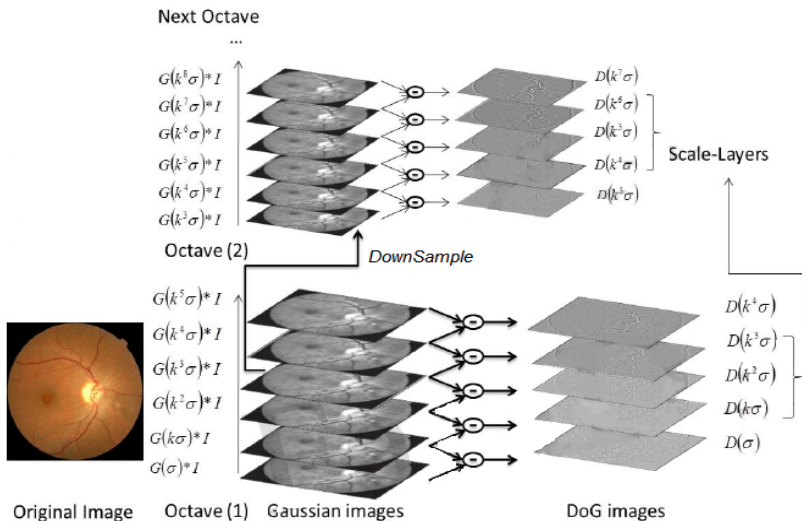 Next Octave
...
G(k⁸σ)* I
G(k⁷σ)* I
G(k⁶σ)* I
G(k⁵σ)* I
G(k⁴σ)* I
G(k³σ)* I
D(k⁷σ)
D(k⁶σ)
D(k⁵σ)
D(k⁴σ)
D(k³σ)
Scale-Layers
Octave (2)
DownSample
G(k⁵σ)* I
G(k⁴σ)* I
G(k³σ)* I
G(k²σ)* I
G(kσ)* I
G(σ)* I
D(k⁴σ)
D(k³σ)
D(k²σ)
D(kσ)
D(σ)
Original Image
Octave (1)
Gaussian images
DoG images